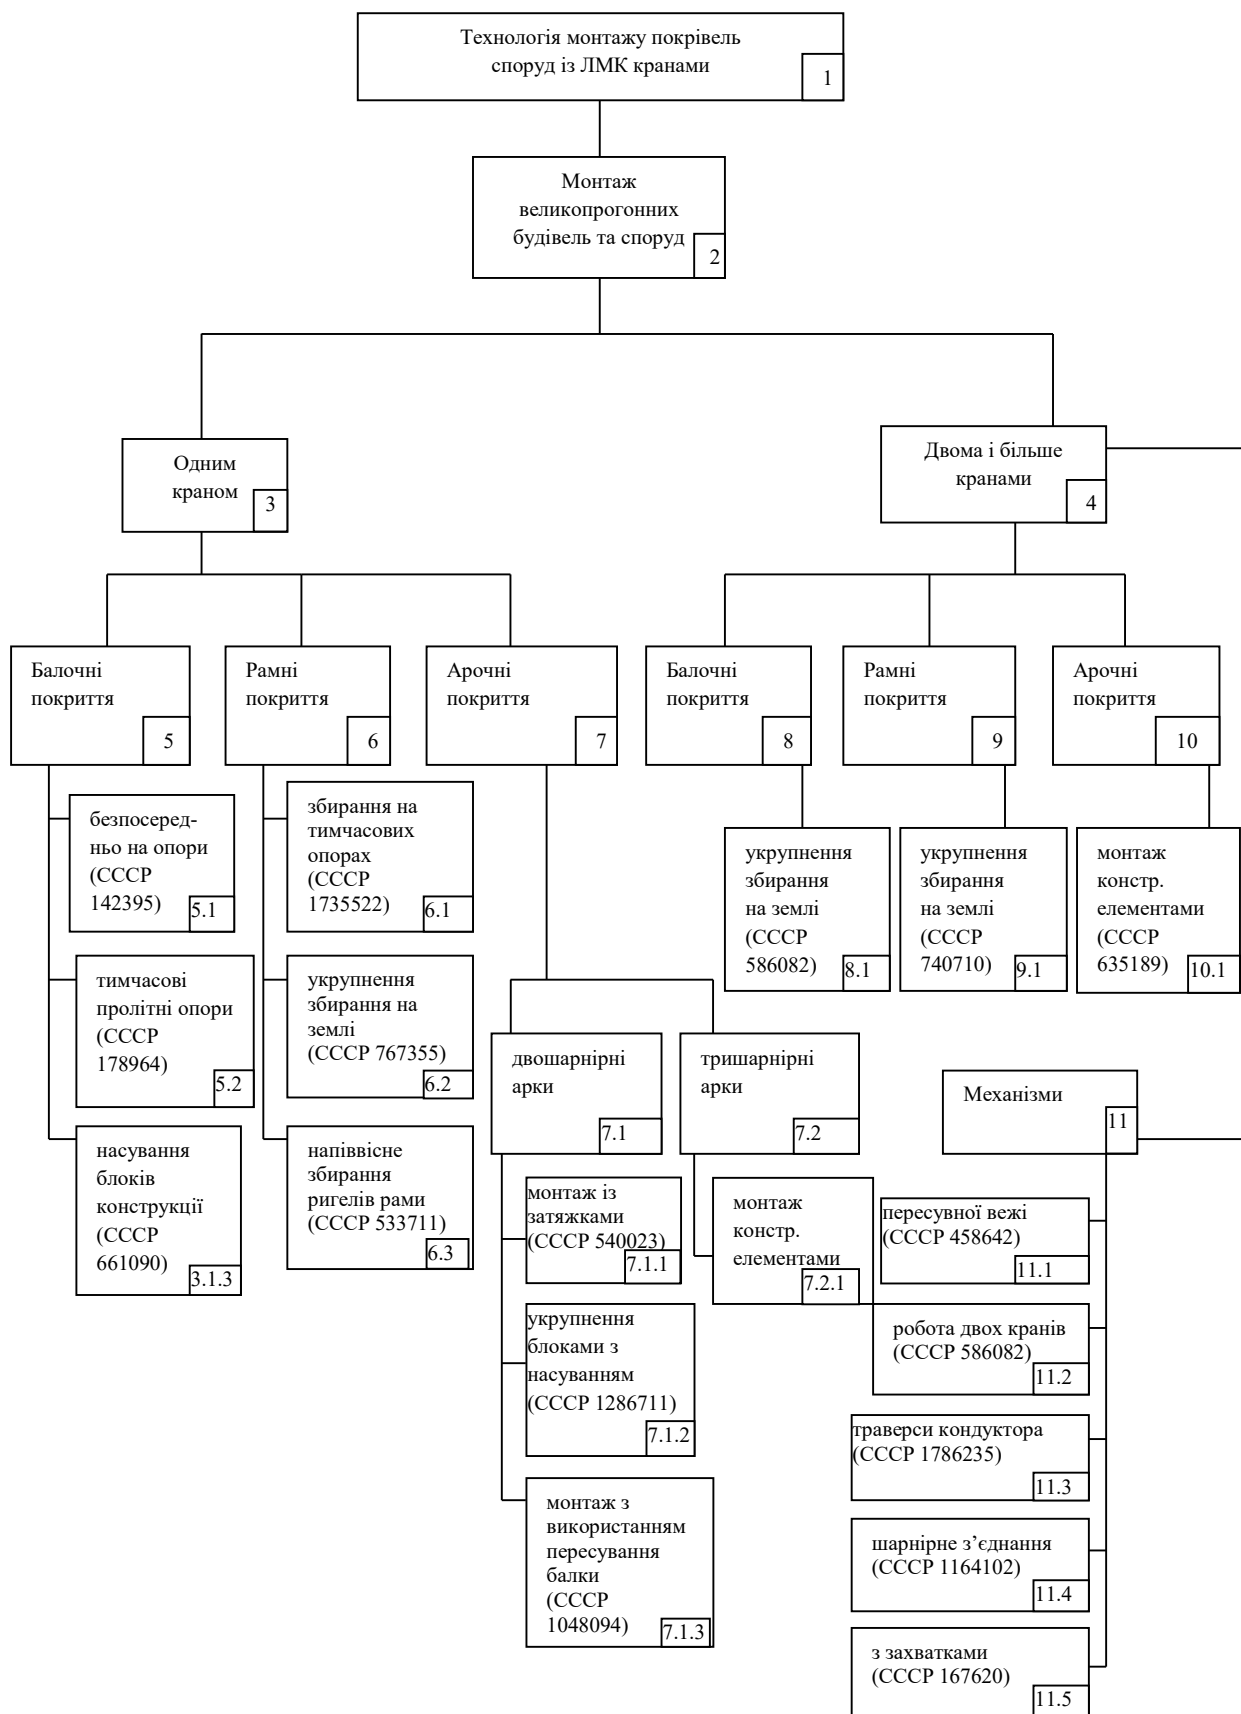 Технологія монтажу покрівель
споруд із ЛМК кранами
1
Монтаж
великопрогонних
будівель та споруд
2
Одним
краном
3
Двома і більше
кранами
4
Балочні
покриття
5
Рамні
покриття
6
Арочні
покриття
7
Балочні
покриття
8
Рамні
покриття
9
Арочні
покриття
10
безпосеред-
ньо на опори
(СССР
142395)
5.1
тимчасові
пролітні опори
(СССР
178964)
5.2
насування
блоків
конструкції
(СССР
661090)
3.1.3
збирання на
тимчасових
опорах
(СССР
1735522)
6.1
укрупнення
збирання на
землі
(СССР 767355)
6.2
напіввісне
збирання
ригелів рами
(СССР 533711)
6.3
двошарнірні
арки
7.1
монтаж із
затяжками
(СССР 540023)
7.1.1
укрупнення
блоками з
насуванням
(СССР 1286711)
7.1.2
монтаж з
використанням
пересування
балки
(СССР
1048094)
7.1.3
тришарнірні
арки
7.2
монтаж
констр.
елементами
7.2.1
укрупнення
збирання
на землі
(СССР
586082)
8.1
укрупнення
збирання
на землі
(СССР
740710)
9.1
монтаж
констр.
елементами
(СССР
635189)
10.1
Механізми
11
пересувної вежі
(СССР 458642)
11.1
робота двох кранів
(СССР 586082)
11.2
траверси кондуктора
(СССР 1786235)
11.3
шарнірне з’єднання
(СССР 1164102)
11.4
з захватками
(СССР 167620)
11.5